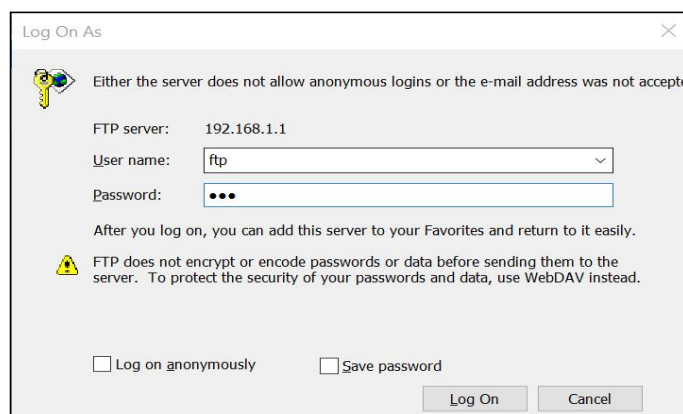 Log On As
Either the server does not allow anonymous logins or the e-mail address was not accepte
FTP server: 192.168.1.1
User name: ftp
Password: •••
After you log on, you can add this server to your Favorites and return to it easily.
FTP does not encrypt or encode passwords or data before sending them to the
server. To protect the security of your passwords and data, use WebDAV instead.
Log on anonymously Save password
Log On Cancel